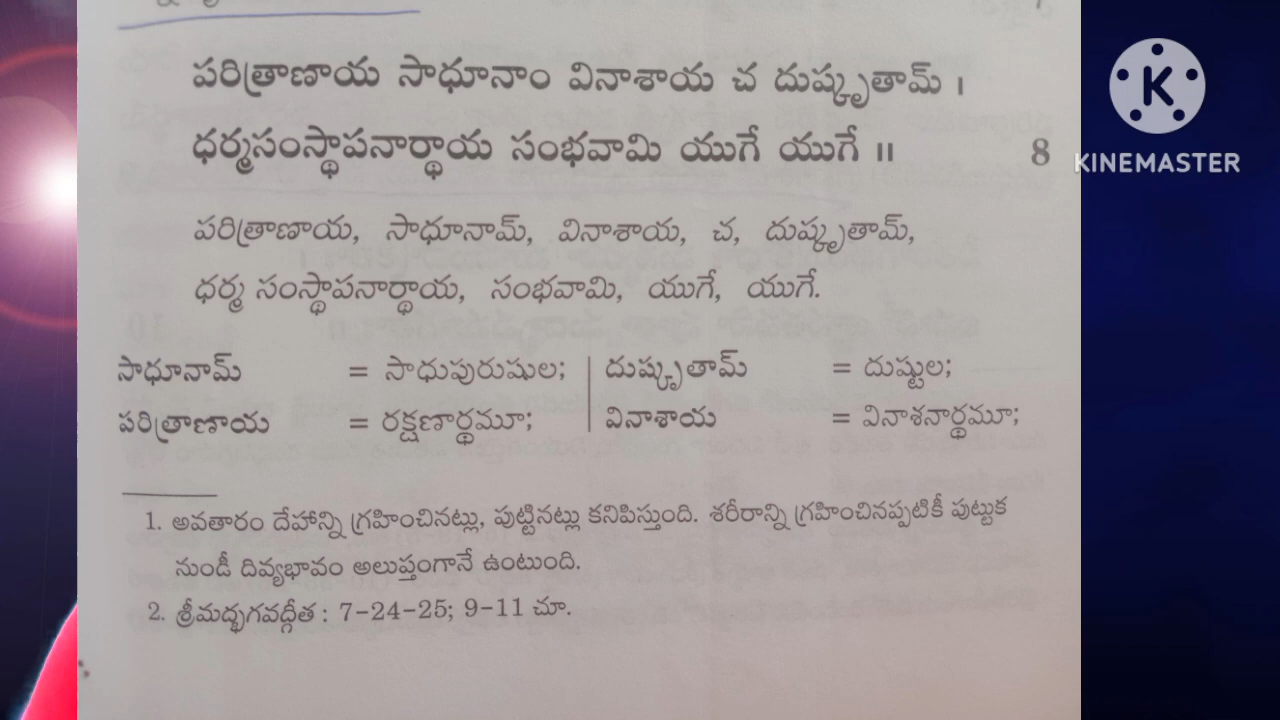 పరిత్రాణాయ సాధూనాం వినాశాయ చ దుష్కృతామ్ ।
ధర్మసంస్థాపనార్థాయ సంభవామి యుగే యుగే ॥ 8
పరిత్రాణాయ, సాధూనామ్, వినాశాయ, చ, దుష్కృతామ్,
ధర్మ సంస్థాపనార్థాయ, సంభవామి, యుగే, యుగే.
సాధూనామ్ = సాధుపురుషుల; | దుష్కృతామ్ = దుష్టుల;
పరిత్రాణాయ = రక్షణార్థమూ; | వినాశాయ = వినాశనార్థమూ;
1. అవతారం దేహాన్ని గ్రహించినట్లు, పుట్టినట్లు కనిపిస్తుంది. శరీరాన్ని గ్రహించినప్పటికీ పుట్టుక
నుండీ దివ్యభావం అలుప్తంగానే ఉంటుంది.
2. శ్రీమద్భగవద్గీత : 7-24-25; 9-11 చూ.
K
KINEMASTER